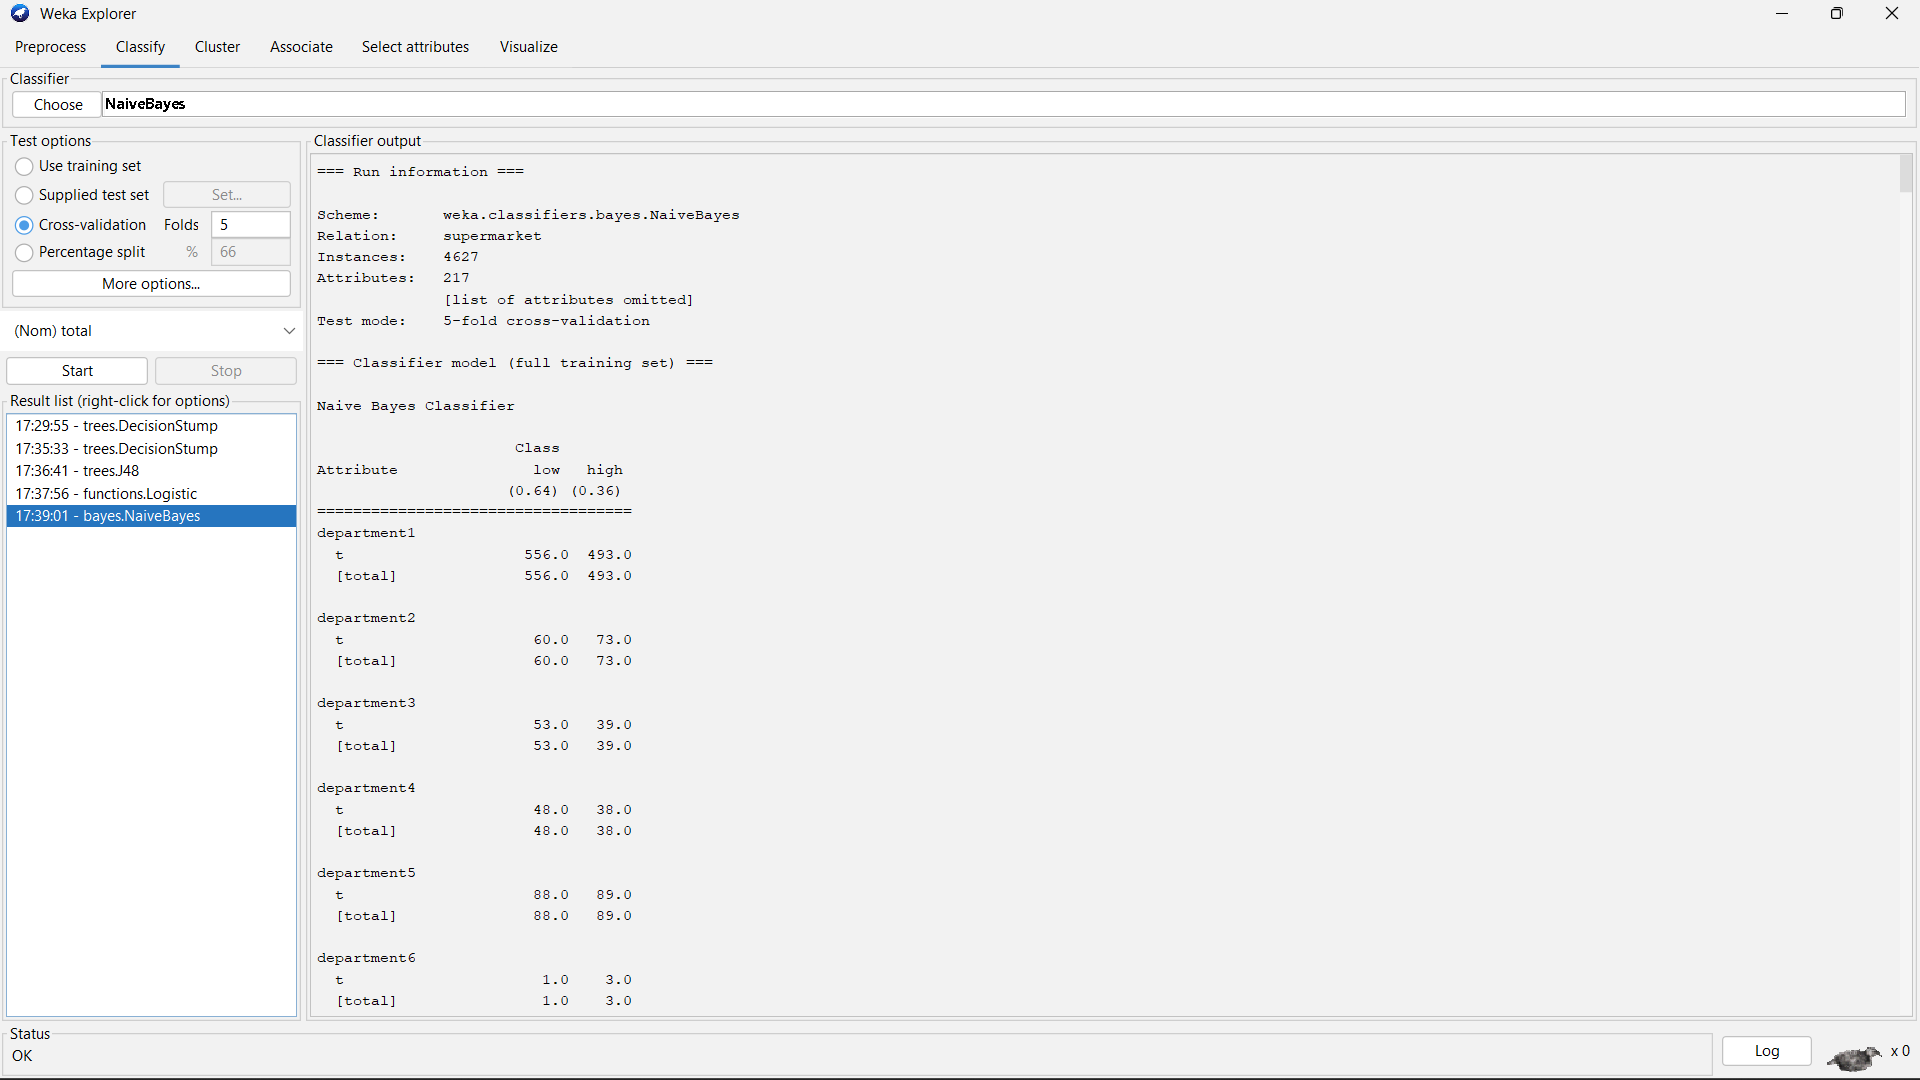 Weka Explorer
Preprocess Classify Cluster Associate Select attributes Visualize
Classifier
Choose NaiveBayes
Test options
Use training set
Supplied test set Set...
Cross-validation Folds 5
Percentage split % 66
More options...
(Nom) total
Start Stop
Result list (right-click for options)
17:29:55 - trees.DecisionStump
17:35:33 - trees.DecisionStump
17:36:41 - trees.J48
17:37:56 - functions.Logistic
17:39:01 - bayes.NaiveBayes
Classifier output
=== Run information ===
Scheme: weka.classifiers.bayes.NaiveBayes
Relation: supermarket
Instances: 4627
Attributes: 217
[list of attributes omitted]
Test mode: 5-fold cross-validation
=== Classifier model (full training set) ===
Naive Bayes Classifier
Class
Attribute low high
(0.64) (0.36)
===================================
department1
t 556.0 493.0
[total] 556.0 493.0
department2
t 60.0 73.0
[total] 60.0 73.0
department3
t 53.0 39.0
[total] 53.0 39.0
department4
t 48.0 38.0
[total] 48.0 38.0
department5
t 88.0 89.0
[total] 88.0 89.0
department6
t 1.0 3.0
[total] 1.0 3.0
Status
OK
Log x 0